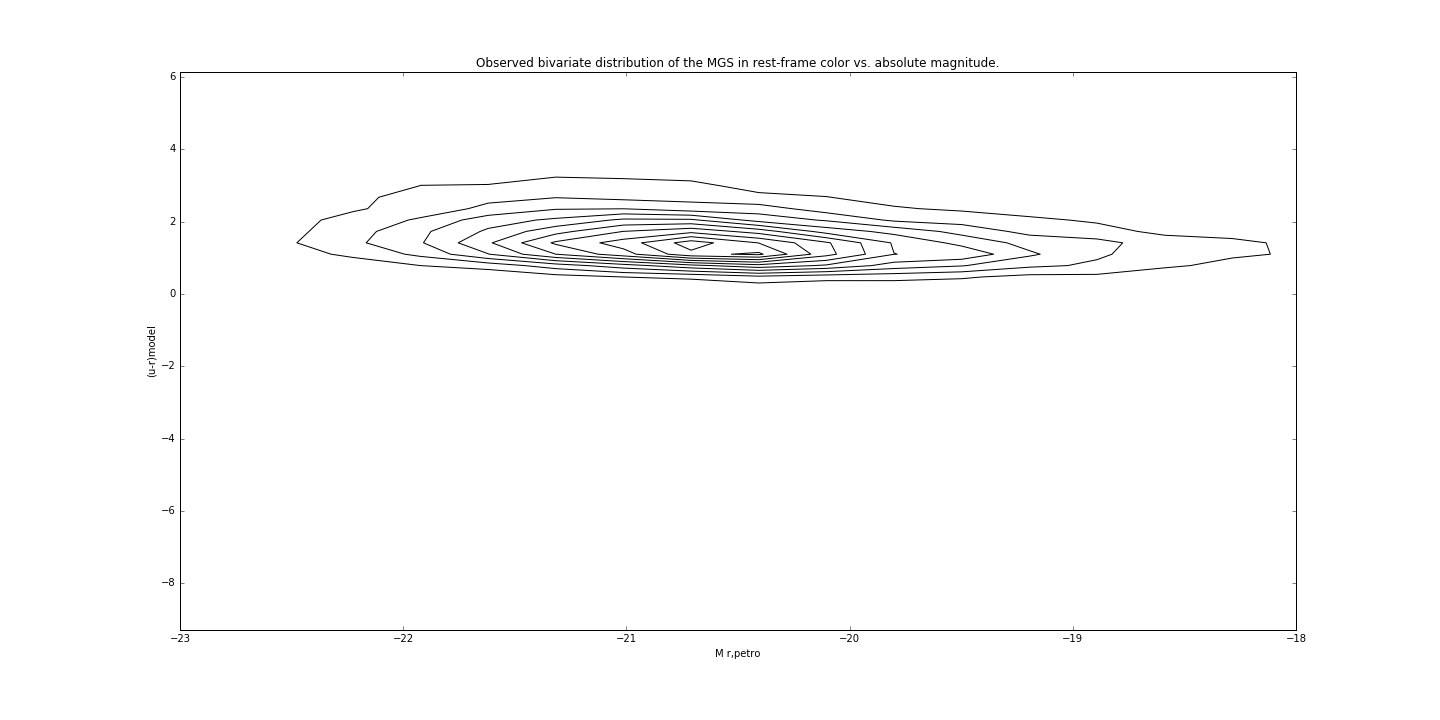 Observed bivariate distribution of the MGS in rest-frame color vs. absolute magnitude.
6
4
2
0
−2
−4
−6
−8
(u-r)model
−23 −22 −21 −20 −19 −18
M r,petro